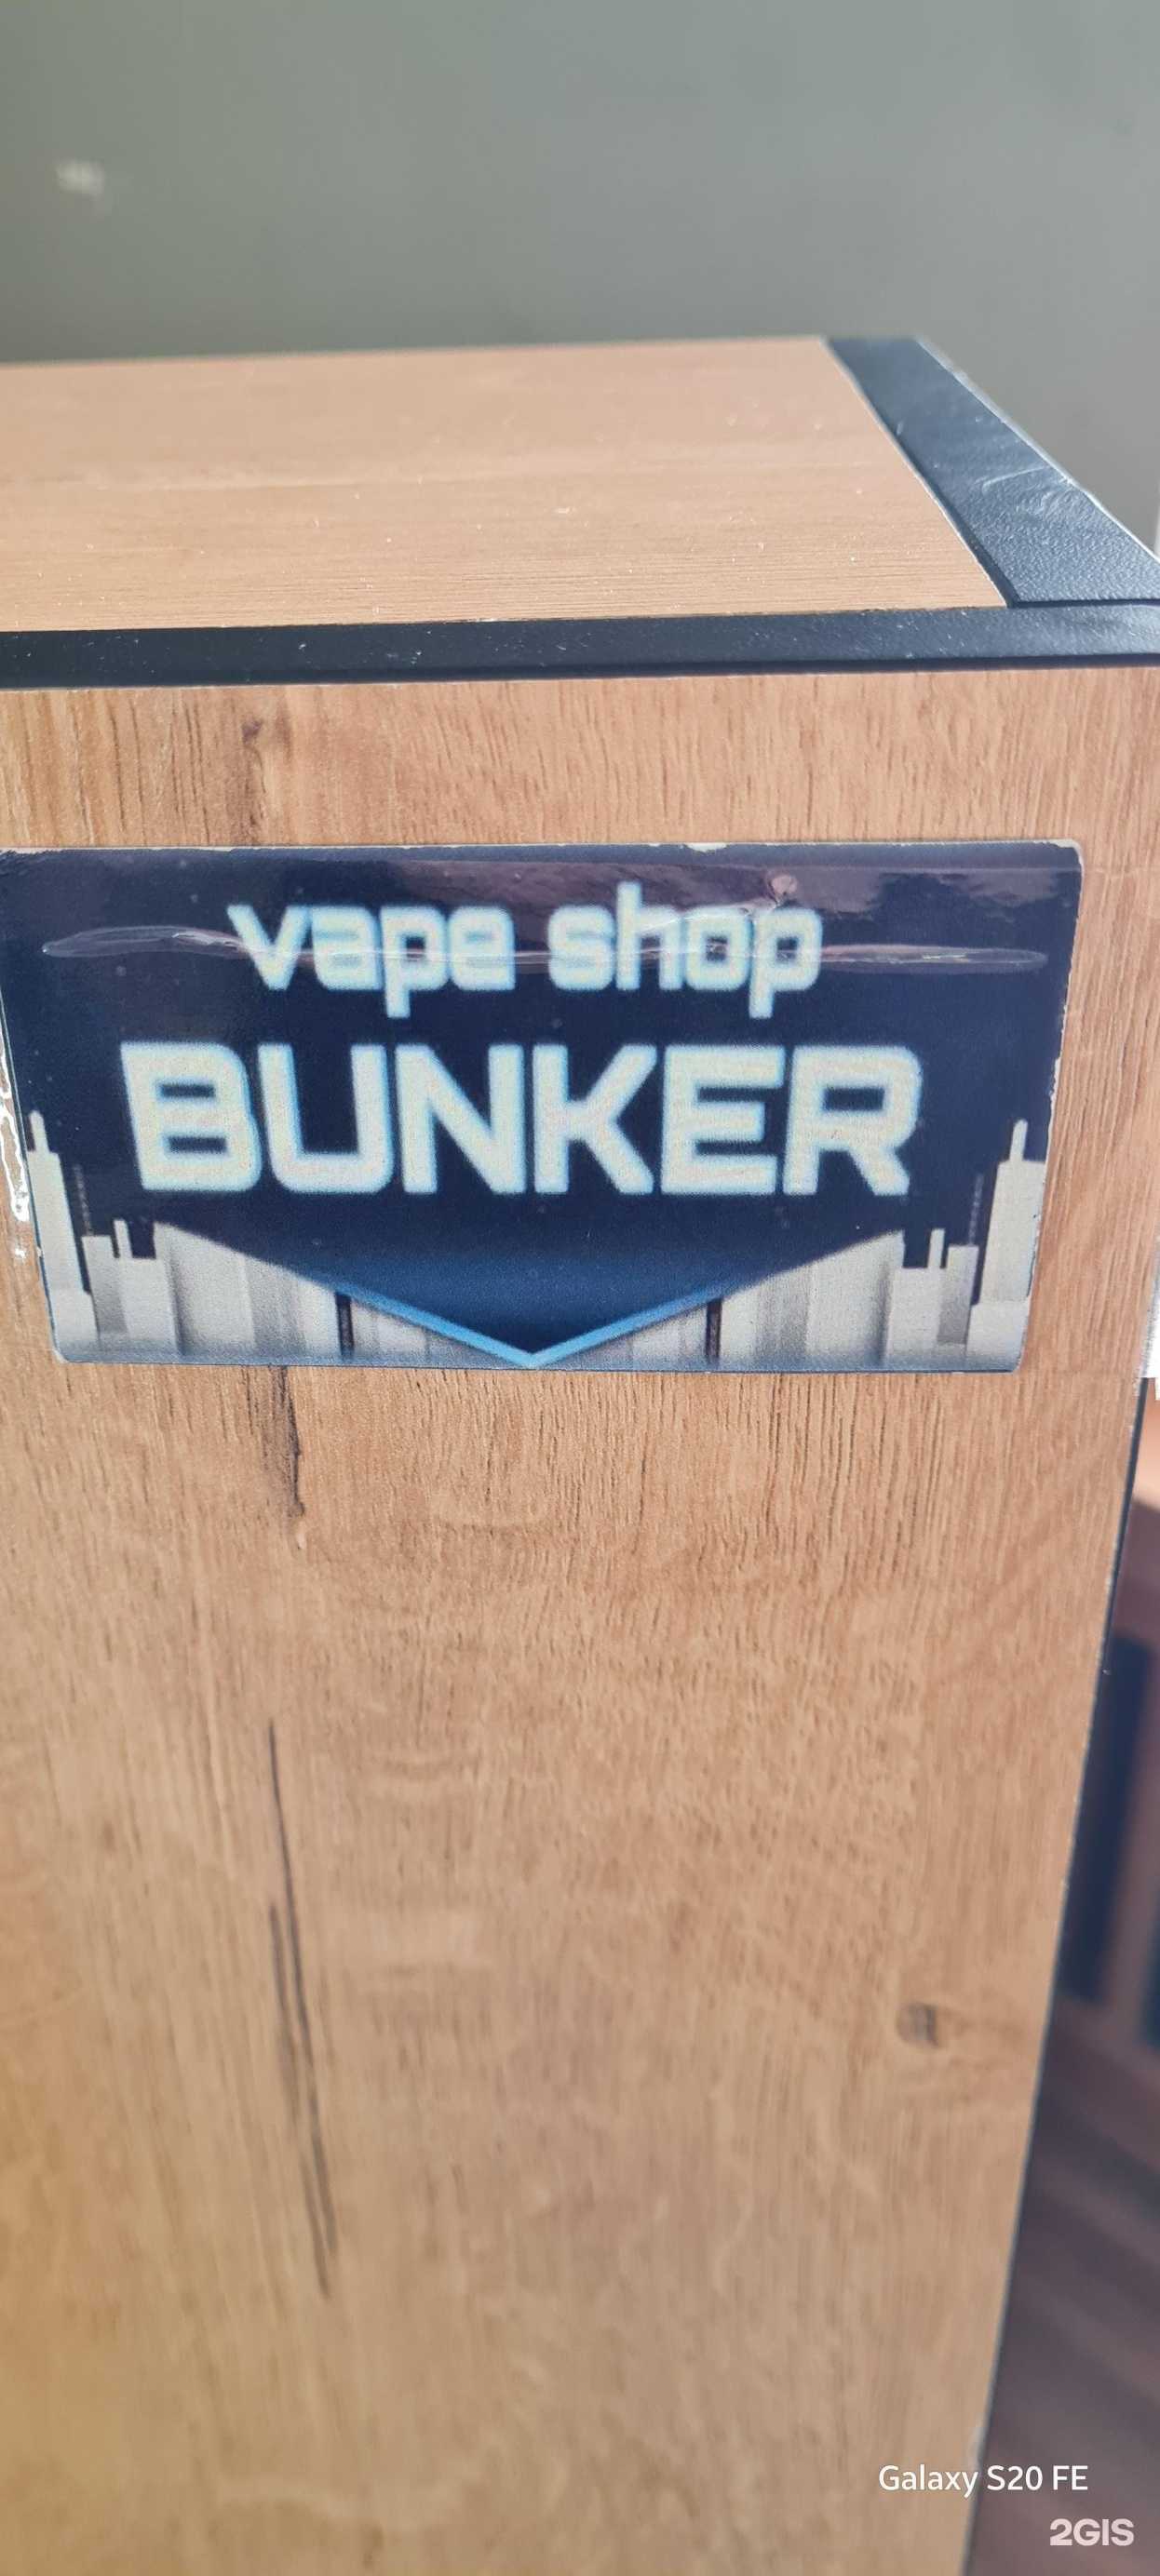 vape shop
BUNKER
Galaxy S20 FE
2GIS